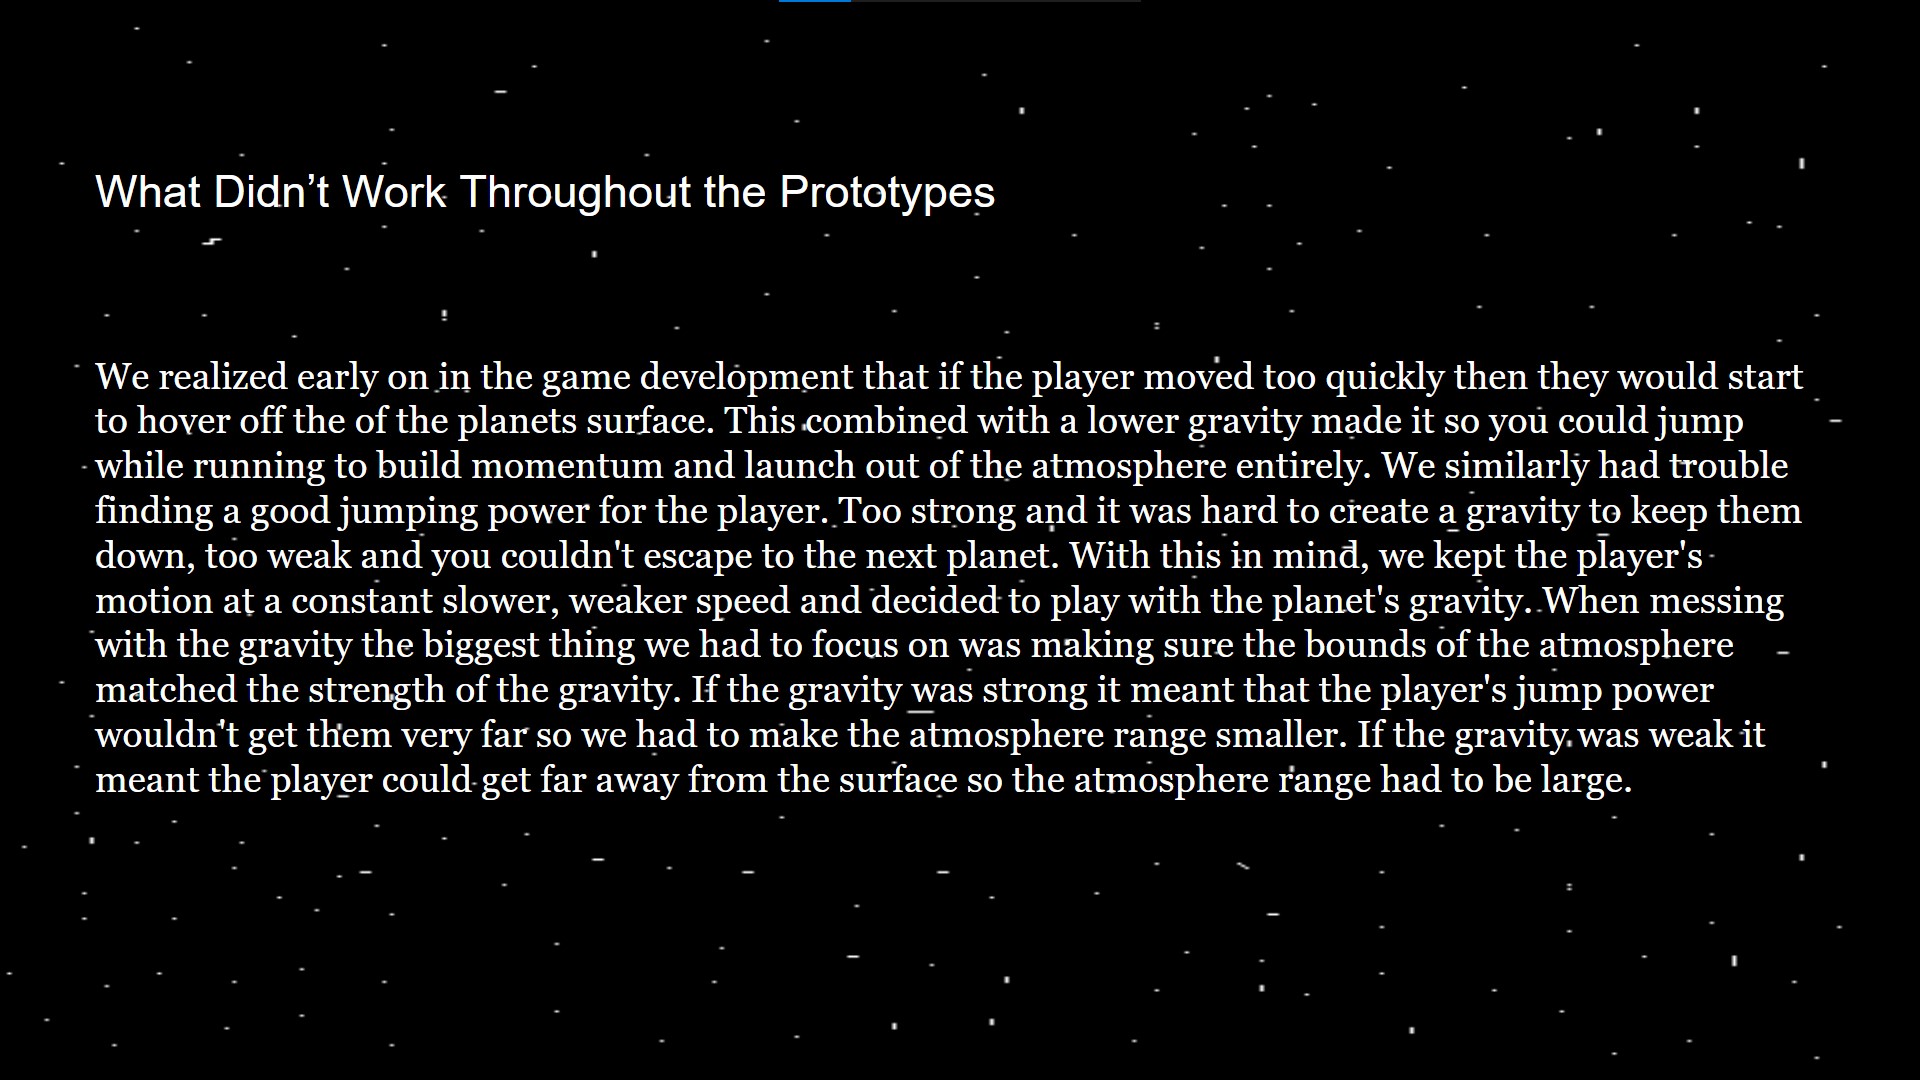 What Didn’t Work Throughout the Prototypes
We realized early on in the game development that if the player moved too quickly then they would start
to hover off the of the planets surface. This combined with a lower gravity made it so you could jump
while running to build momentum and launch out of the atmosphere entirely. We similarly had trouble
finding a good jumping power for the player. Too strong and it was hard to create a gravity to keep them
down, too weak and you couldn't escape to the next planet. With this in mind, we kept the player's
motion at a constant slower, weaker speed and decided to play with the planet's gravity. When messing
with the gravity the biggest thing we had to focus on was making sure the bounds of the atmosphere
matched the strength of the gravity. If the gravity was strong it meant that the player's jump power
wouldn't get them very far so we had to make the atmosphere range smaller. If the gravity was weak it
meant the player could get far away from the surface so the atmosphere range had to be large.